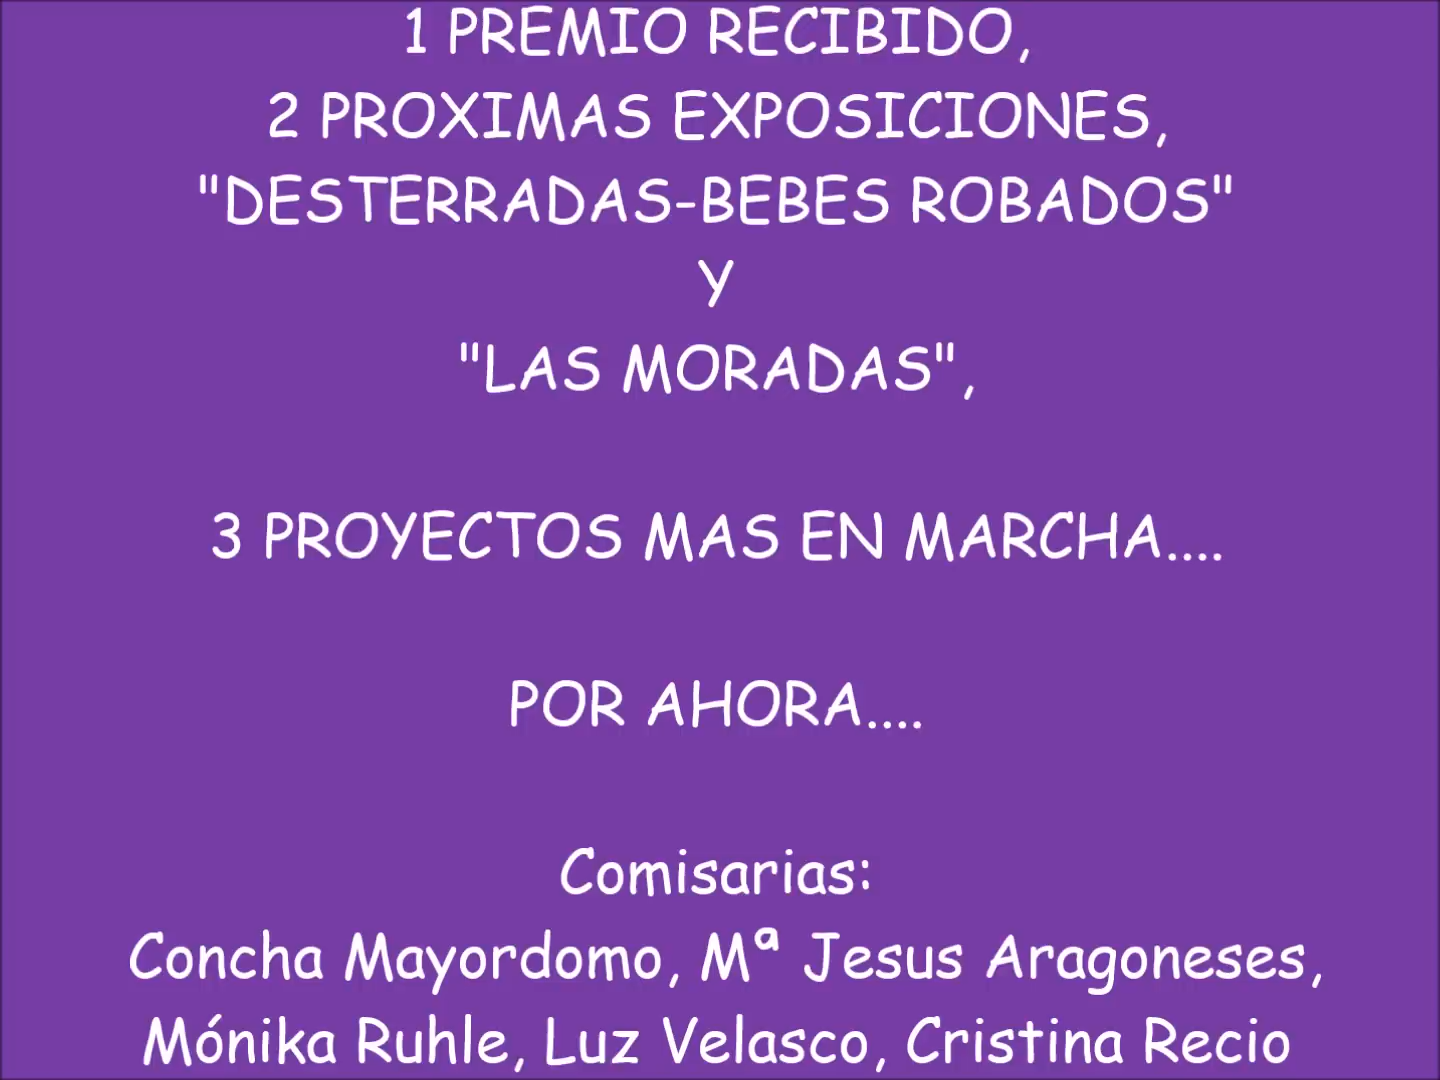 1 PREMIO RECIBIDO,
2 PROXIMAS EXPOSICIONES,
"DESTERRADAS-BEBES ROBADOS"
Y
"LAS MORADAS",
3 PROYECTOS MAS EN MARCHA....
POR AHORA....
Comisarias:
Concha Mayordomo, Mª Jesus Aragoneses,
Mónika Ruhle, Luz Velasco, Cristina Recio